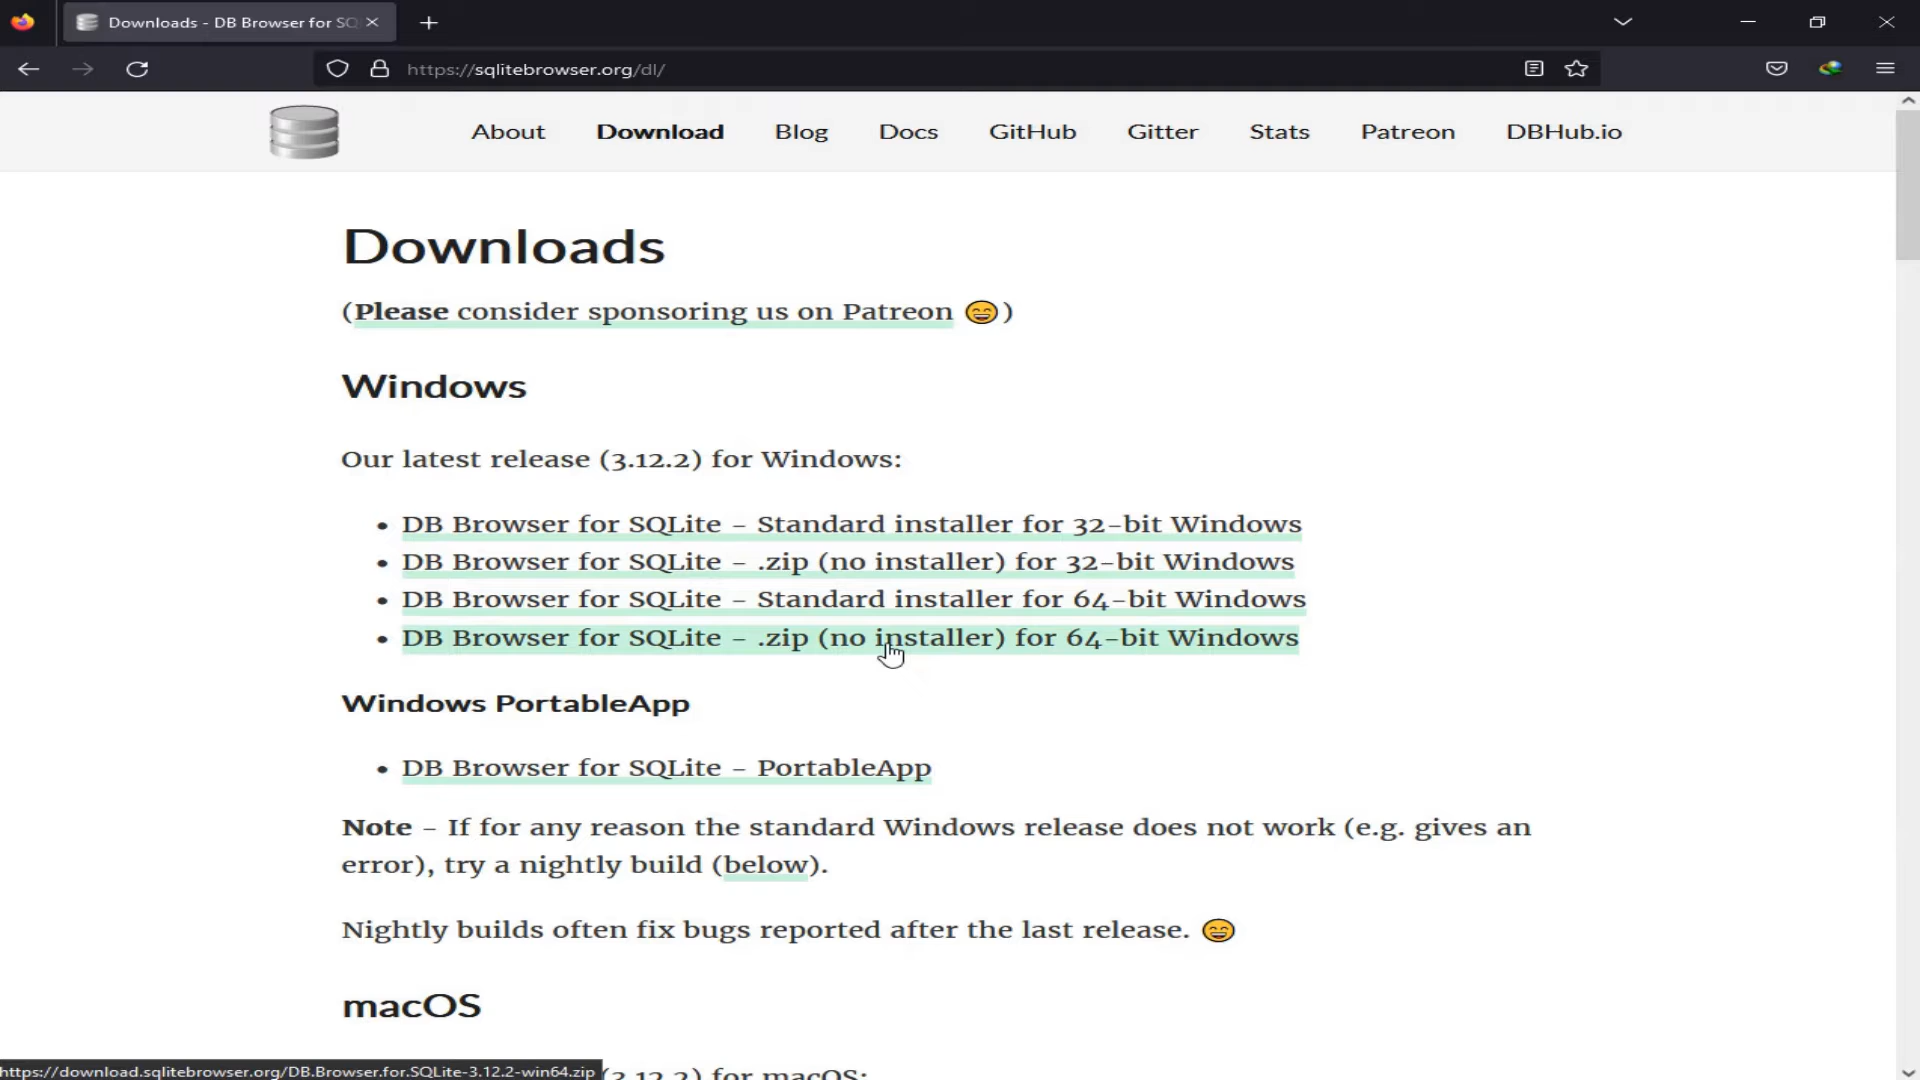 Downloads - DB Browser for SQ
https://sqlitebrowser.org/dl/
About Download Blog Docs GitHub Gitter Stats Patreon DBHub.io
Downloads
(Please consider sponsoring us on Patreon 😄)
Windows
Our latest release (3.12.2) for Windows:
• DB Browser for SQLite – Standard installer for 32-bit Windows
• DB Browser for SQLite – .zip (no installer) for 32-bit Windows
• DB Browser for SQLite – Standard installer for 64-bit Windows
• DB Browser for SQLite – .zip (no installer) for 64-bit Windows
Windows PortableApp
• DB Browser for SQLite – PortableApp
Note – If for any reason the standard Windows release does not work (e.g. gives an
error), try a nightly build (below).
Nightly builds often fix bugs reported after the last release. 😄
macOS
https://download.sqlitebrowser.org/DB.Browser.for.SQLite-3.12.2-win64.zip (3.12.2) for macOS: